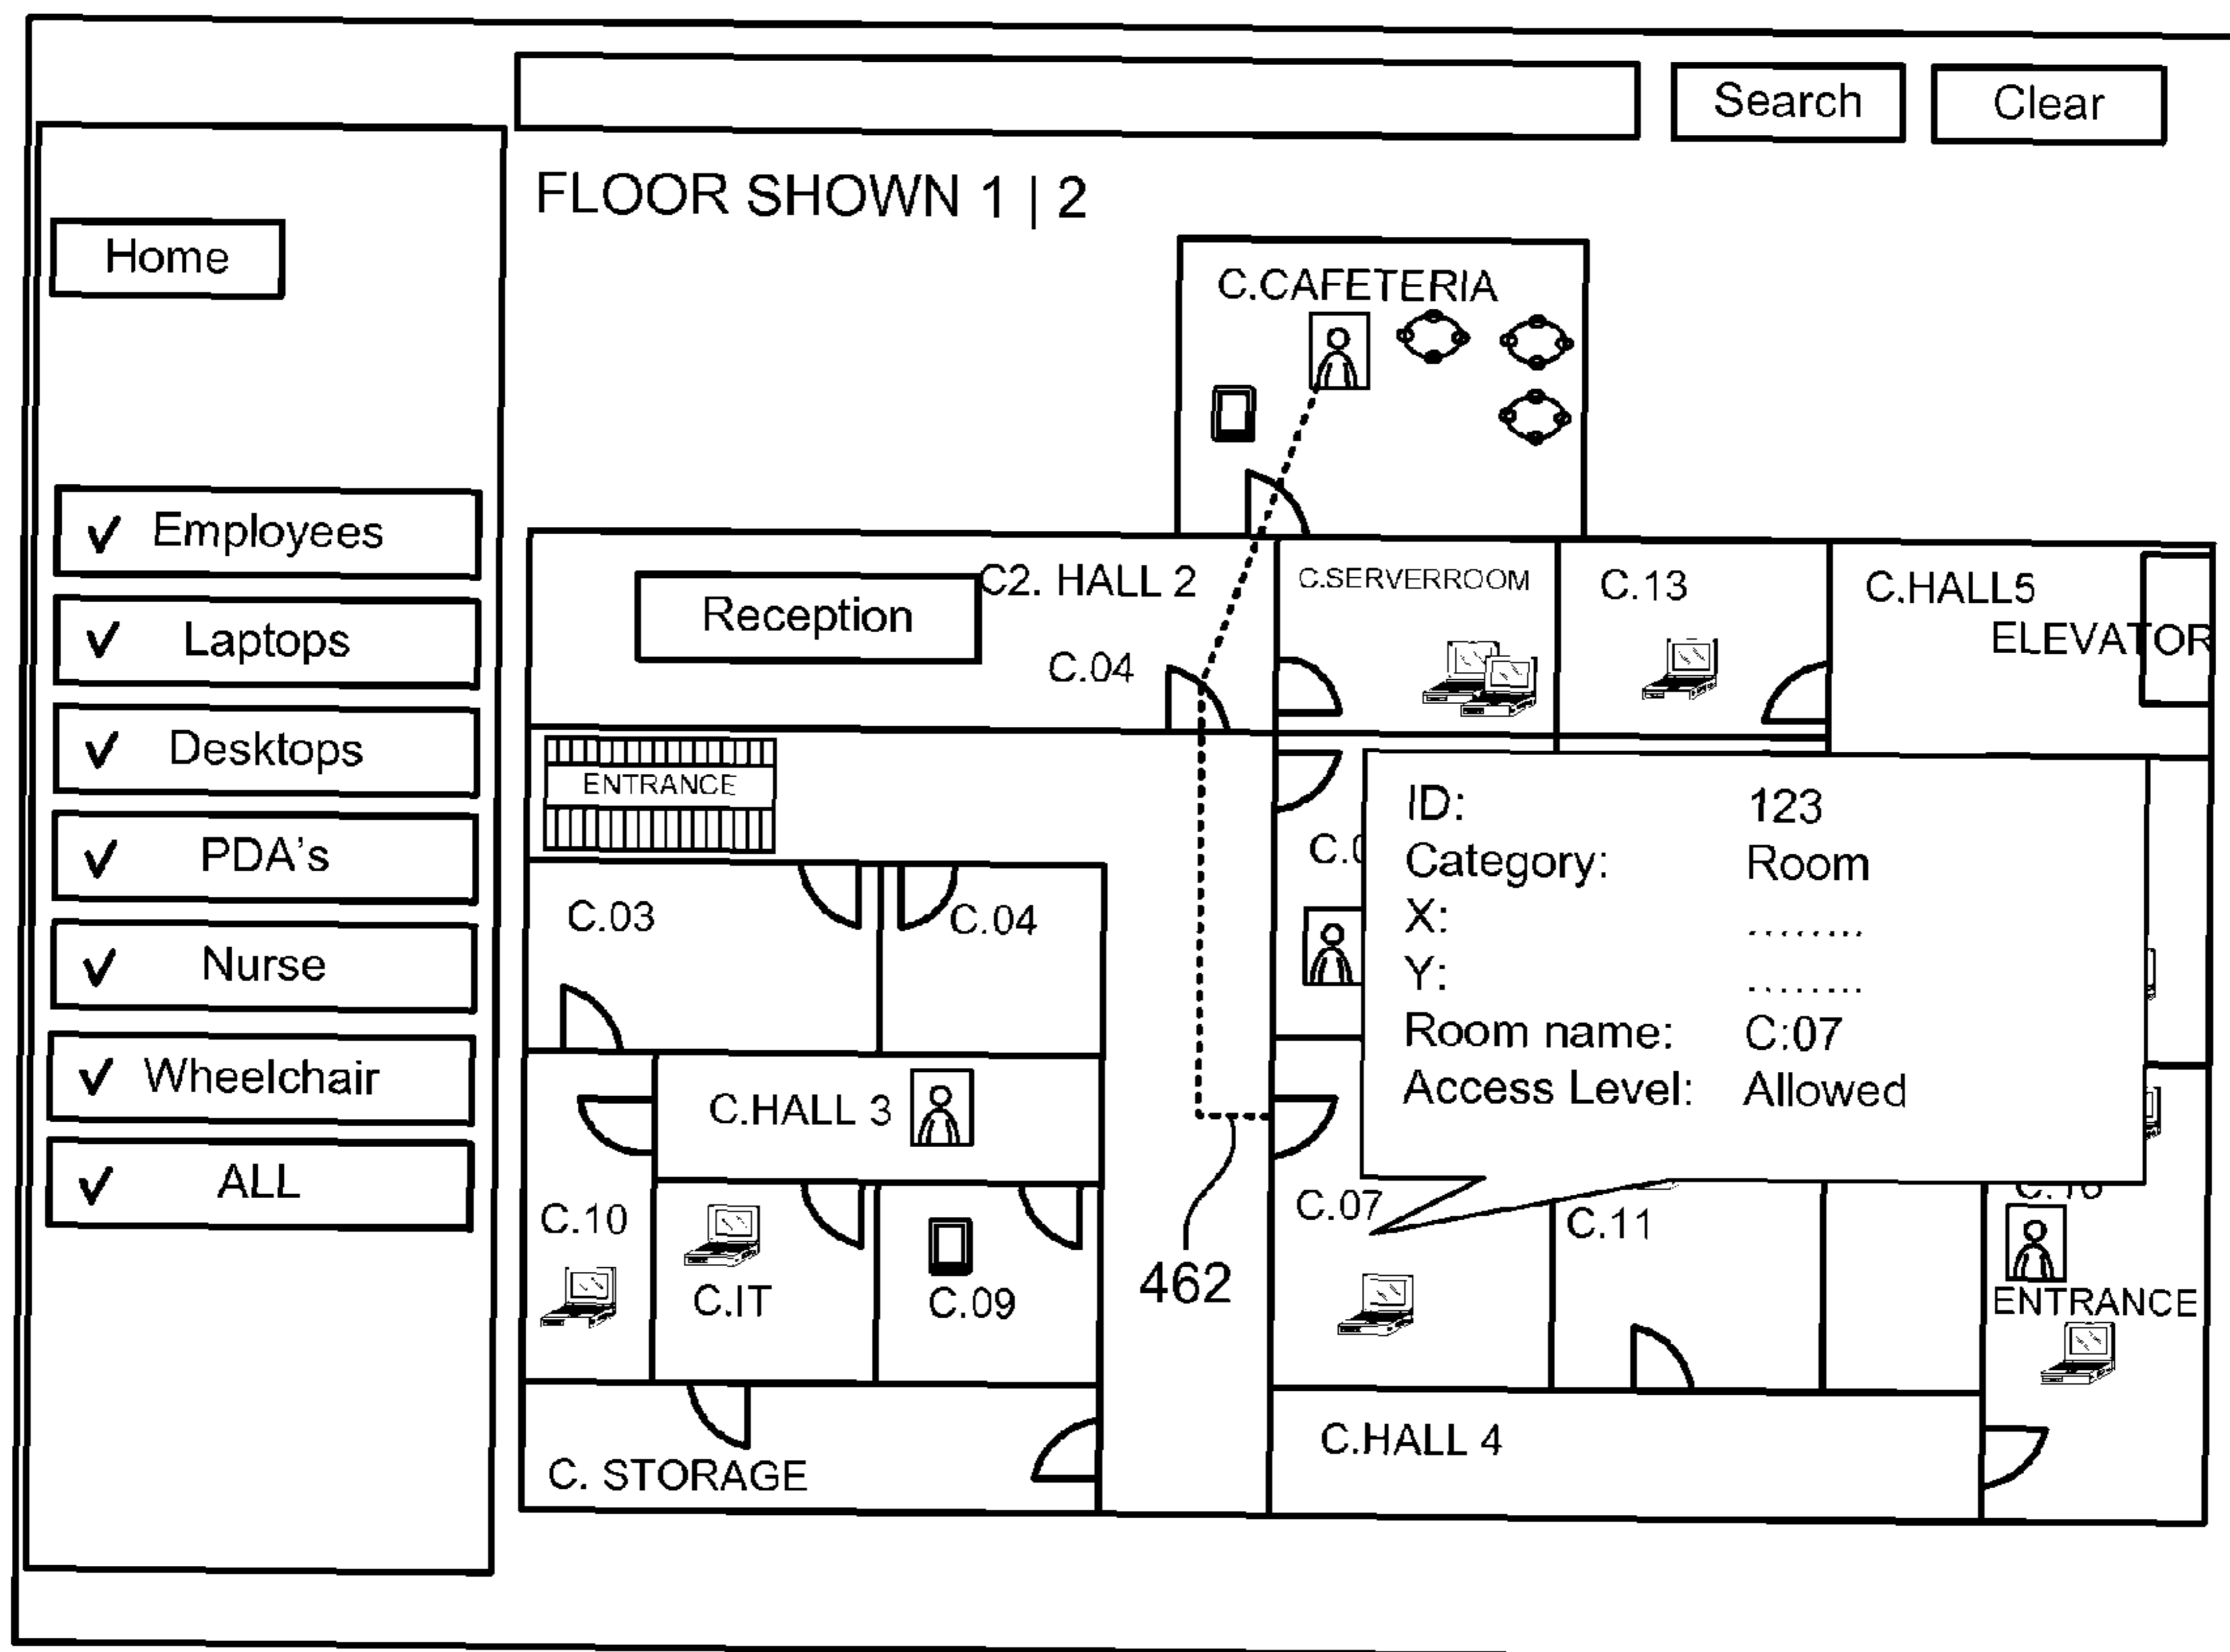 Search Clear
FLOOR SHOWN 1 | 2
Home
✓ Employees
✓ Laptops
✓ Desktops
✓ PDA's
✓ Nurse
✓ Wheelchair
✓ ALL
C.CAFETERIA
Reception
C2. HALL 2
C.04
C.SERVERROOM
C.13
C.HALL5
ELEVATOR
ENTRANCE
C.03
C.04
ID: 123
Category: Room
X: ........
Y: ........
Room name: C:07
Access Level: Allowed
C.HALL 3
C.10
C.IT
C.09
C. STORAGE
462
C.07
C.11
ENTRANCE
C.HALL 4